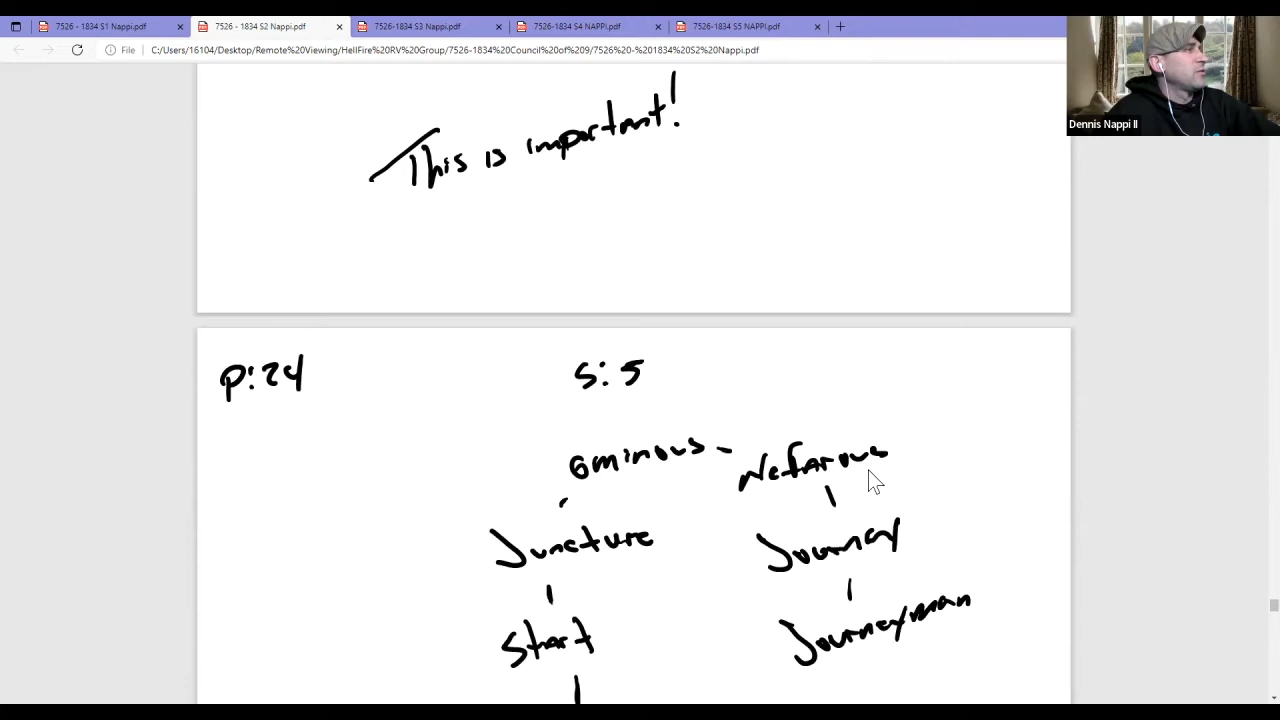 7526 - 1834 S1 Nappi.pdf
7526 - 1834 S2 Nappi.pdf
7526-1834 S3 Nappi.pdf
7526-1834 S4 NAPPI.pdf
7526-1834 S5 NAPPI.pdf
File
C:/Users/16104/Desktop/Remote%20Viewing/HellFire%20RV%20Group/7526-1834%20Council%20of%209/7526%20-%201834%20S2%20Nappi.pdf
Dennis Nappi II
This is important!
P:24 S:5
ominous - Nefarous
Juncture Journey
Start Journeyman